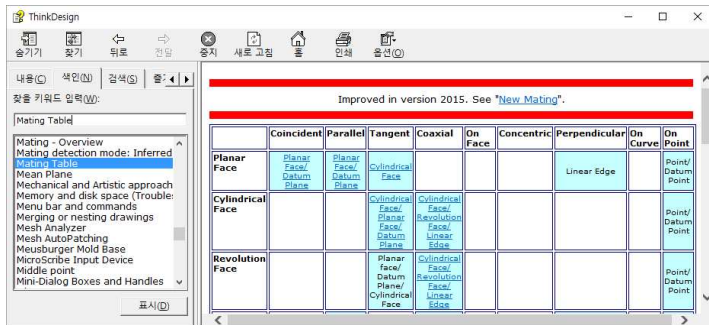 ThinkDesign
숨기기 찾기 뒤로 전달 중지 새로 고침 홈 인쇄 옵션(O)
내용(C) 색인(N) 검색(S) 즐겨
찾을 키워드 입력(W):
Mating Table
Mating - Overview
Mating detection mode: Inferred
Mating Table
Mean Plane
Mechanical and Artistic approach
Memory and disk space (Trouble
Menu bar and commands
Merging or nesting drawings
Mesh Analyzer
Mesh AutoPatching
Meusburger Mold Base
MicroScribe Input Device
Middle point
Mini-Dialog Boxes and Handles
표시(D)
Improved in version 2015. See "New Mating".
Coincident Parallel Tangent Coaxial On Face Concentric Perpendicular On Curve On Point
Planar Face
Planar Face/ Datum Plane
Planar Face/ Datum Plane
Cylindrical Face
Linear Edge
Point/ Datum Point
Cylindrical Face
Cylindrical Face/ Planar Face/ Datum Plane
Cylindrical Face/ Revolution Face/ Linear Edge
Point/ Datum Point
Revolution Face
Planar face/ Datum Plane/ Cylindrical Face
Cylindrical Face/ Revolution Face/ Linear Edge
Point/ Datum Point